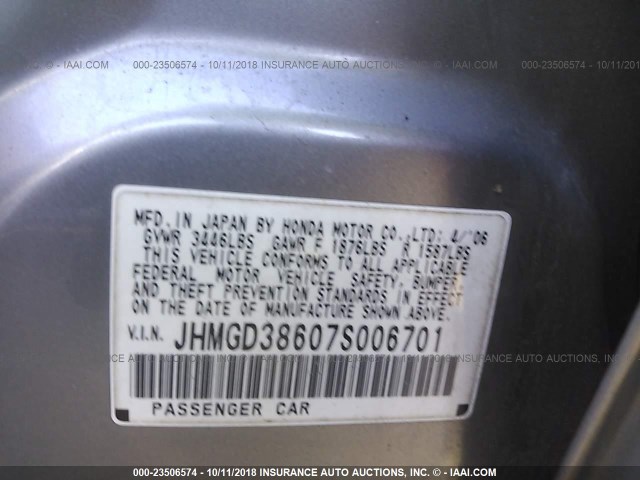 000-23506574 - 10/11/2018 INSURANCE AUTO AUCTIONS, INC. - © - IAAI.COM
MFD. IN JAPAN BY HONDA MOTOR CO., LTD: 4/'06
GVWR 3446LBS GAWR F 1876LBS R 1587LBS
THIS VEHICLE CONFORMS TO ALL APPLICABLE
FEDERAL MOTOR VEHICLE SAFETY, BUMPER,
AND THEFT PREVENTION STANDARDS IN EFFECT
ON THE DATE OF MANUFACTURE SHOWN ABOVE.
V.I.N. JHMGD38607S006701
PASSENGER CAR
000-23506574 - 10/11/2018 INSURANCE AUTO AUCTIONS, INC. - © - IAAI.COM